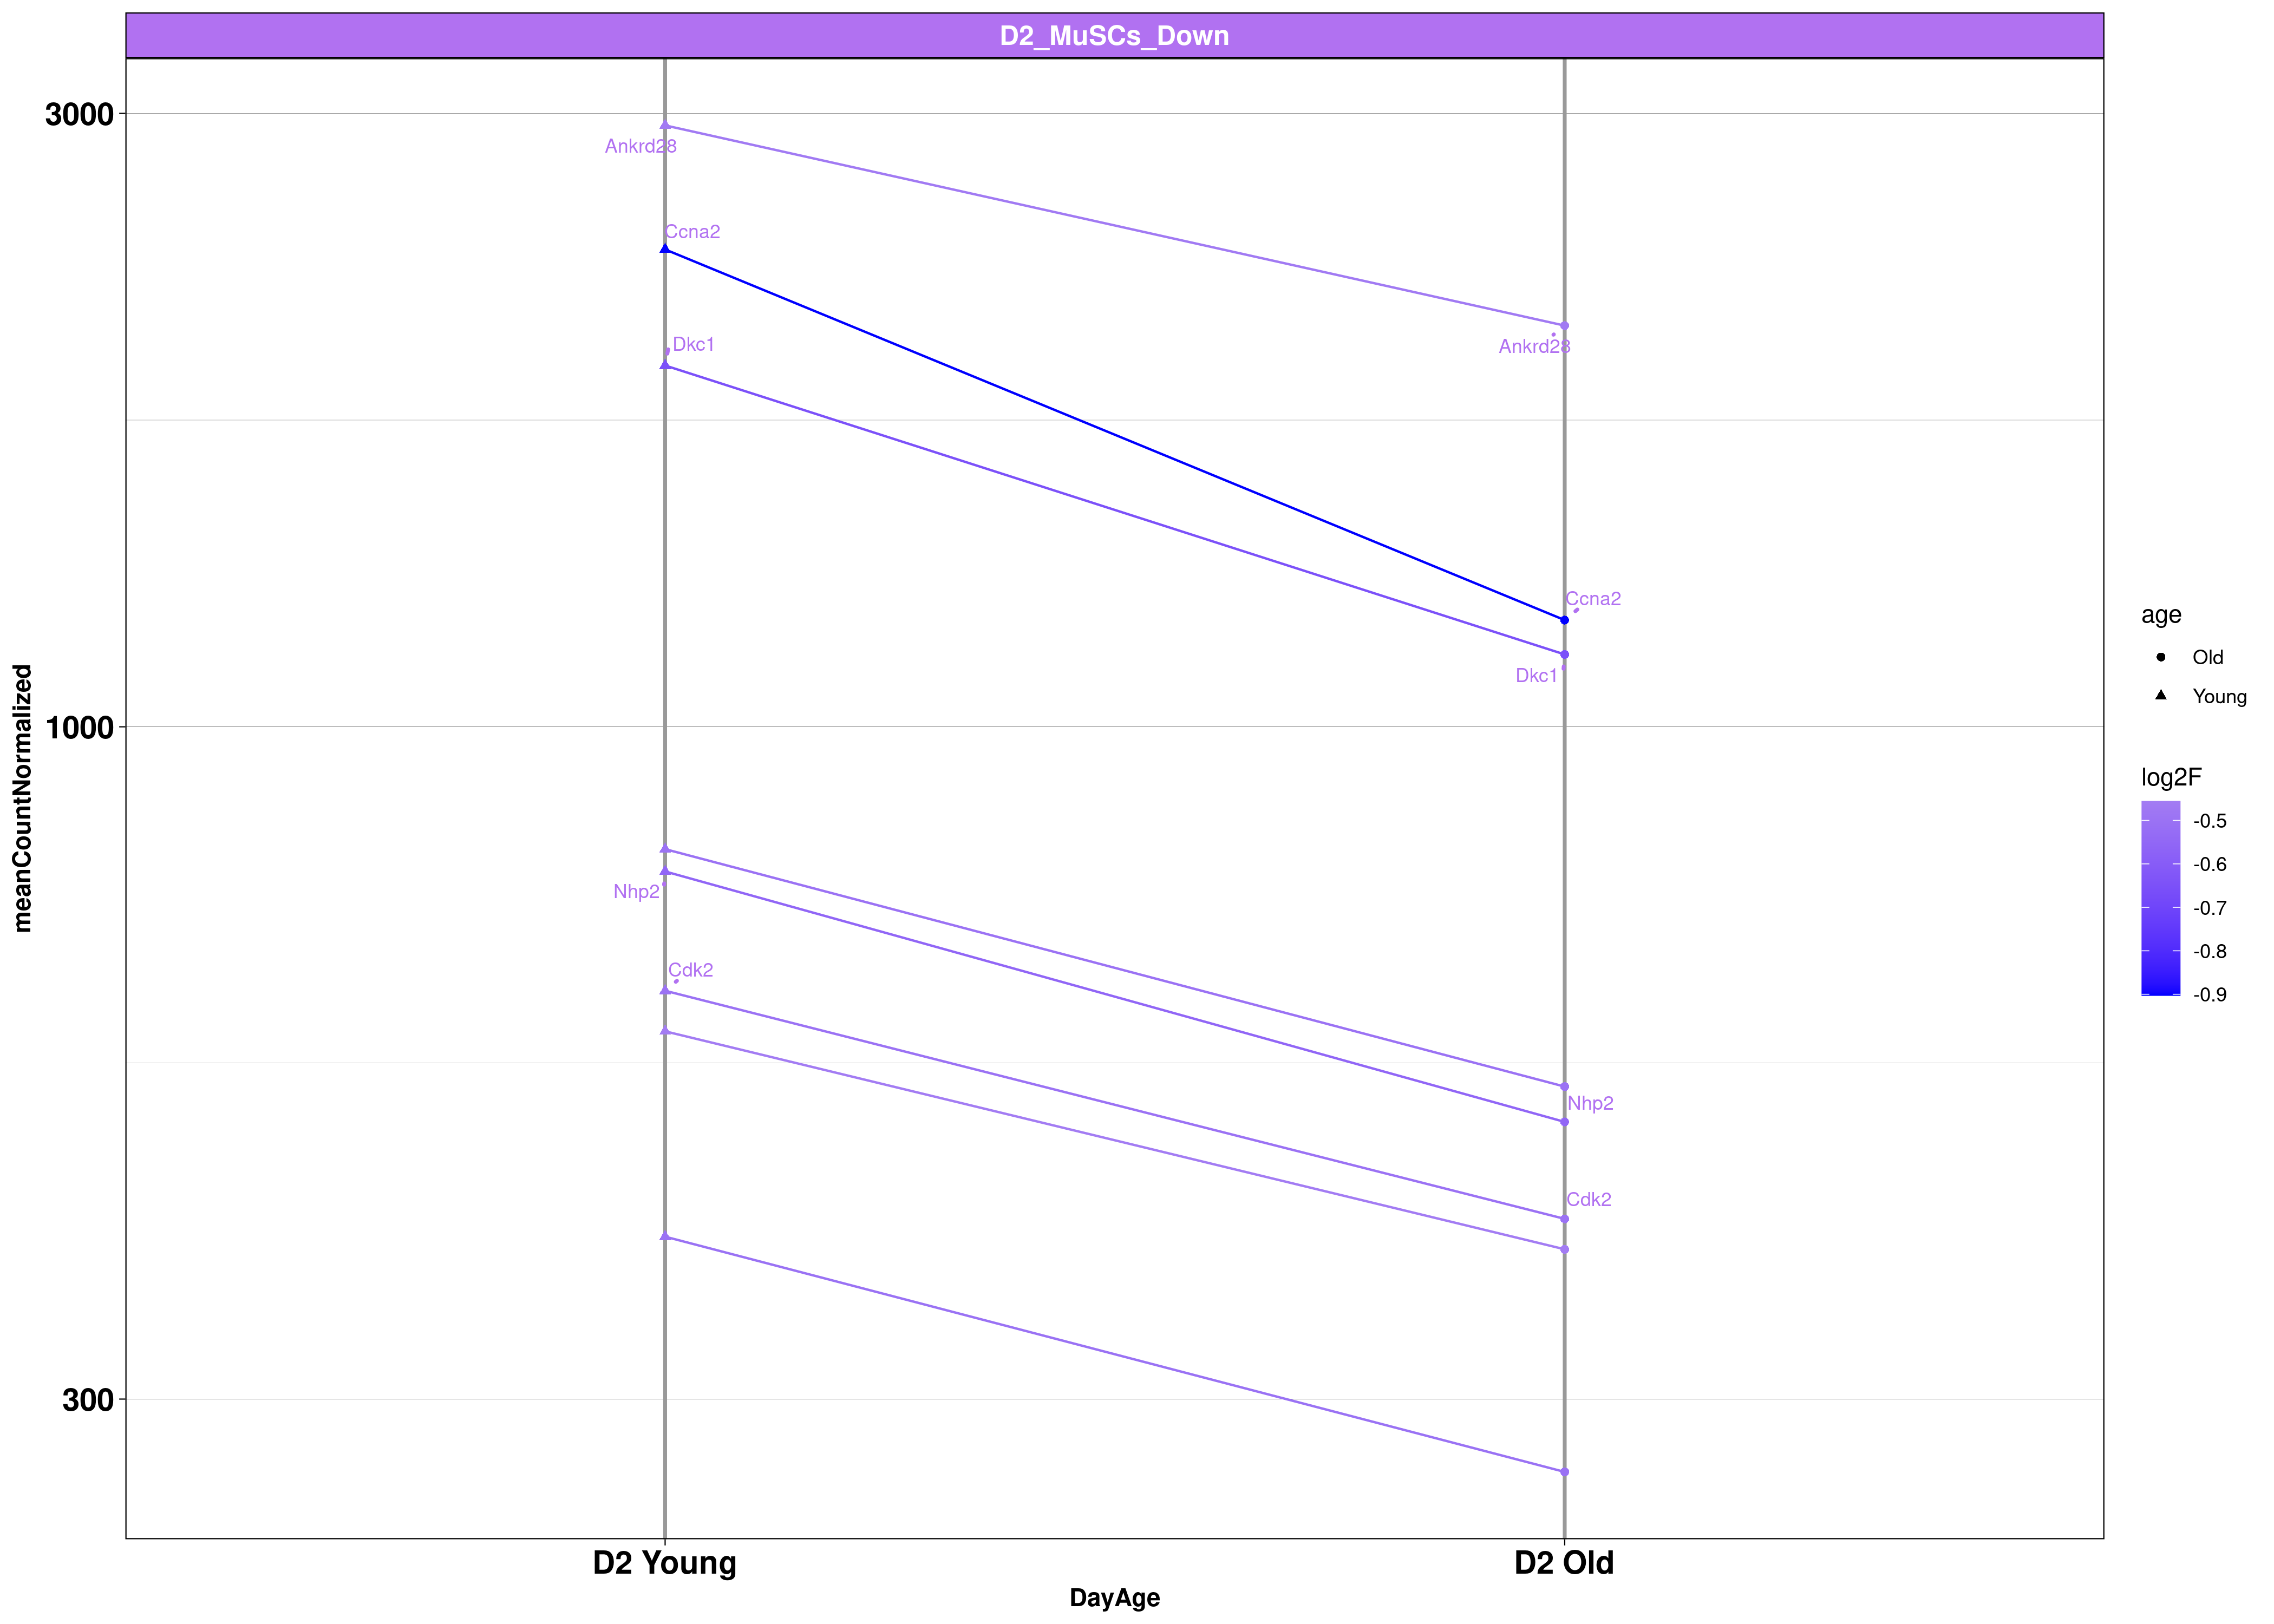 D2_MuSCs_Down
3000
1000
300
meanCountNormalized
Ankrd28
Ccna2
Dkc1
Nhp2
Cdk2
Ankrd28
Ccna2
Dkc1
Nhp2
Cdk2
D2 Young
D2 Old
DayAge
age
Old
Young
log2F
-0.5
-0.6
-0.7
-0.8
-0.9